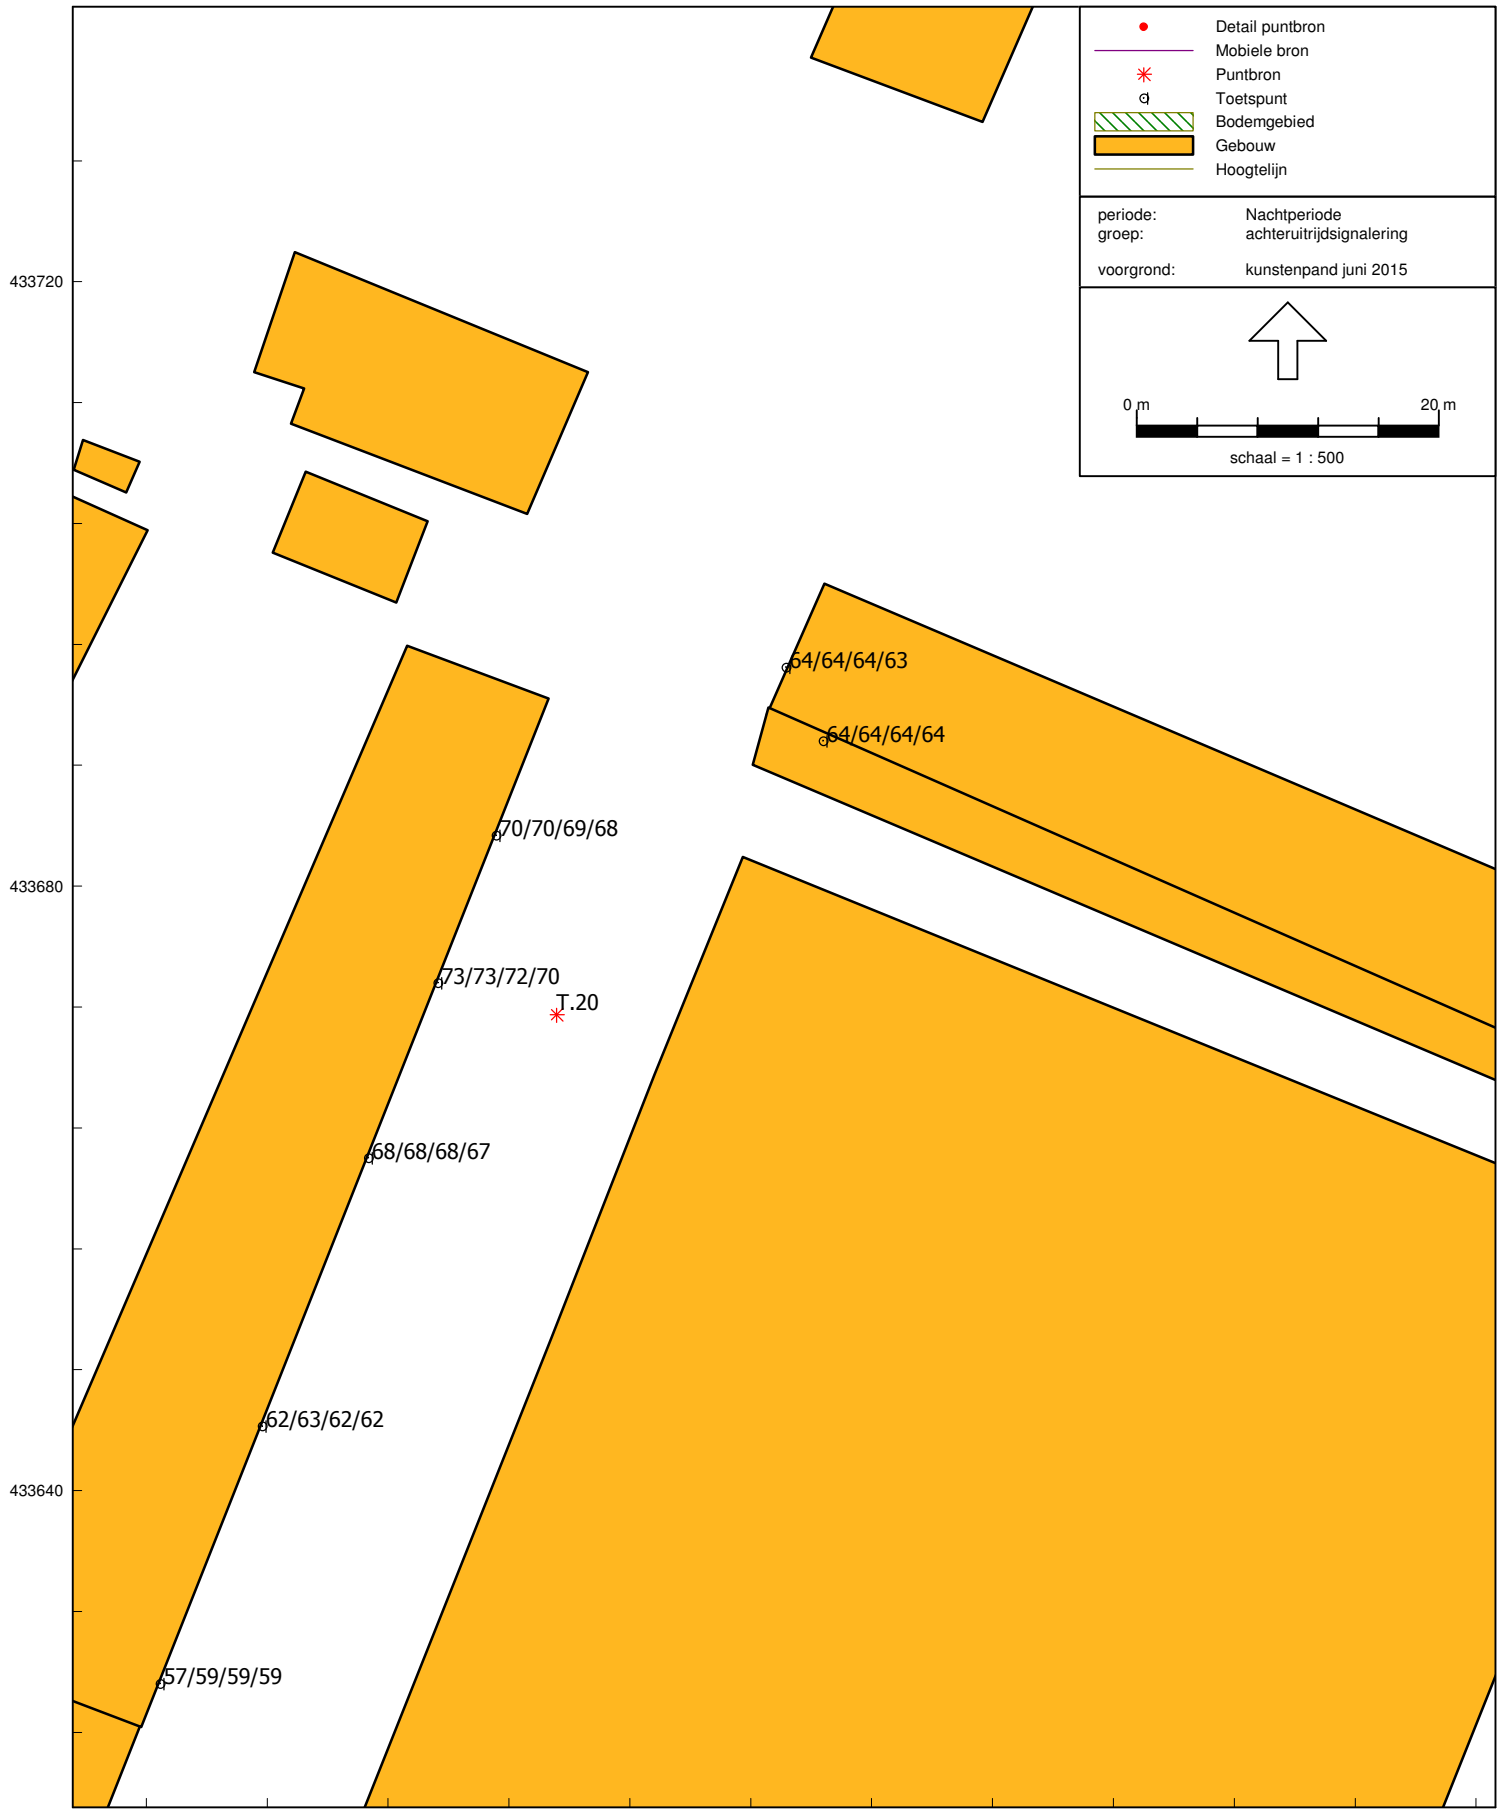 Detail puntbron
Mobiele bron
Puntbron
Toetspunt
Bodemgebied
Gebouw
Hoogtelijn
periode: Nachtperiode
groep: achteruitrijdsignalering
voorgrond: kunstenpand juni 2015
0 m 20 m
schaal = 1 : 500
433720
64/64/64/63
64/64/64/64
70/70/69/68
433680
73/73/72/70
T.20
68/68/68/67
62/63/62/62
433640
57/59/59/59